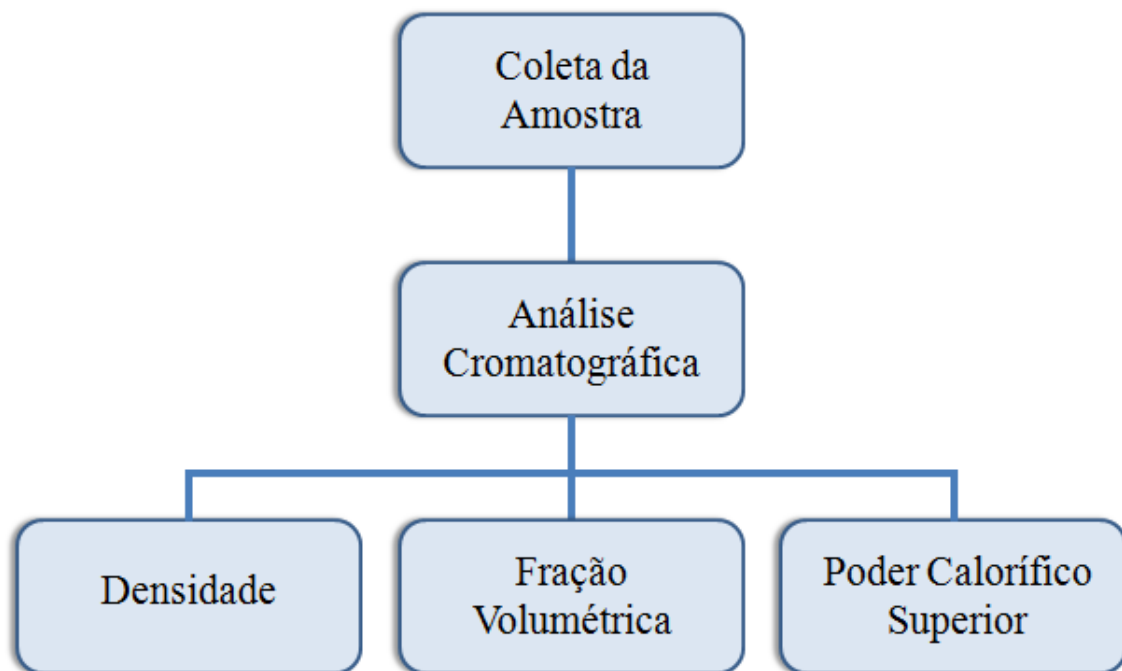 Coleta da
Amostra
Análise
Cromatográfica
Densidade
Fração
Volumétrica
Poder Calorífico
Superior